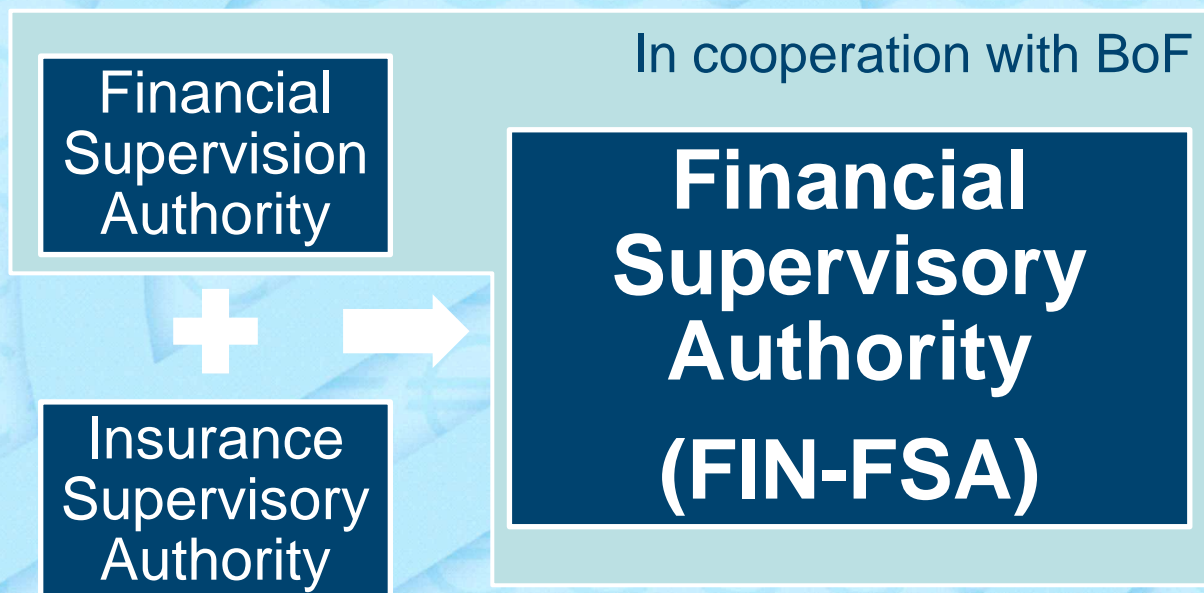 In cooperation with BoF
Financial
Supervision
Authority
Insurance
Supervisory
Authority
Financial
Supervisory
Authority
(FIN-FSA)